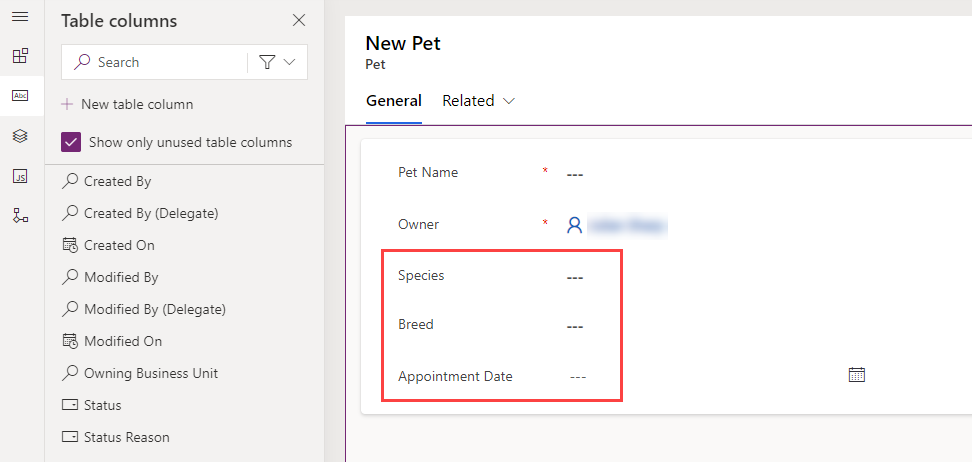 Table columns
Search
New table column
Show only unused table columns
Created By
Created By (Delegate)
Created On
Modified By
Modified By (Delegate)
Modified On
Owning Business Unit
Status
Status Reason
Abc
JS
New Pet
Pet
General Related
Pet Name * ---
Owner *
Species ---
Breed ---
Appointment Date ---